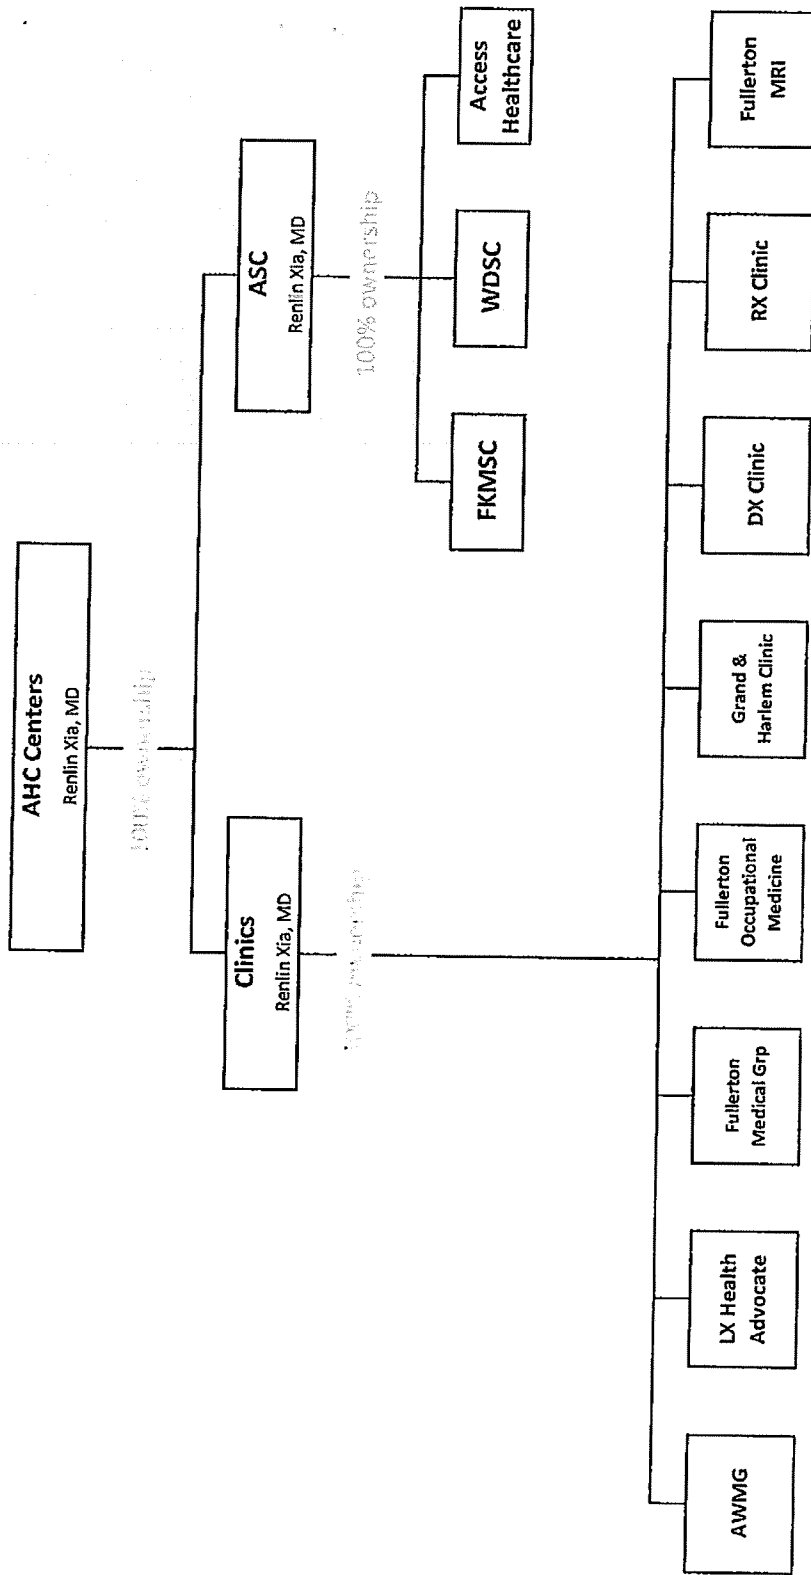 AHC Centers
Renlin Xia, MD
100% ownership
Clinics
Renlin Xia, MD
ASC
Renlin Xia, MD
100% ownership
FKMSC
WDSC
Access
Healthcare
AWMG
LX Health
Advocate
Fullerton
Medical Grp
Fullerton
Occupational
Medicine
Grand &
Harlem Clinic
DX Clinic
RX Clinic
Fullerton
MRI